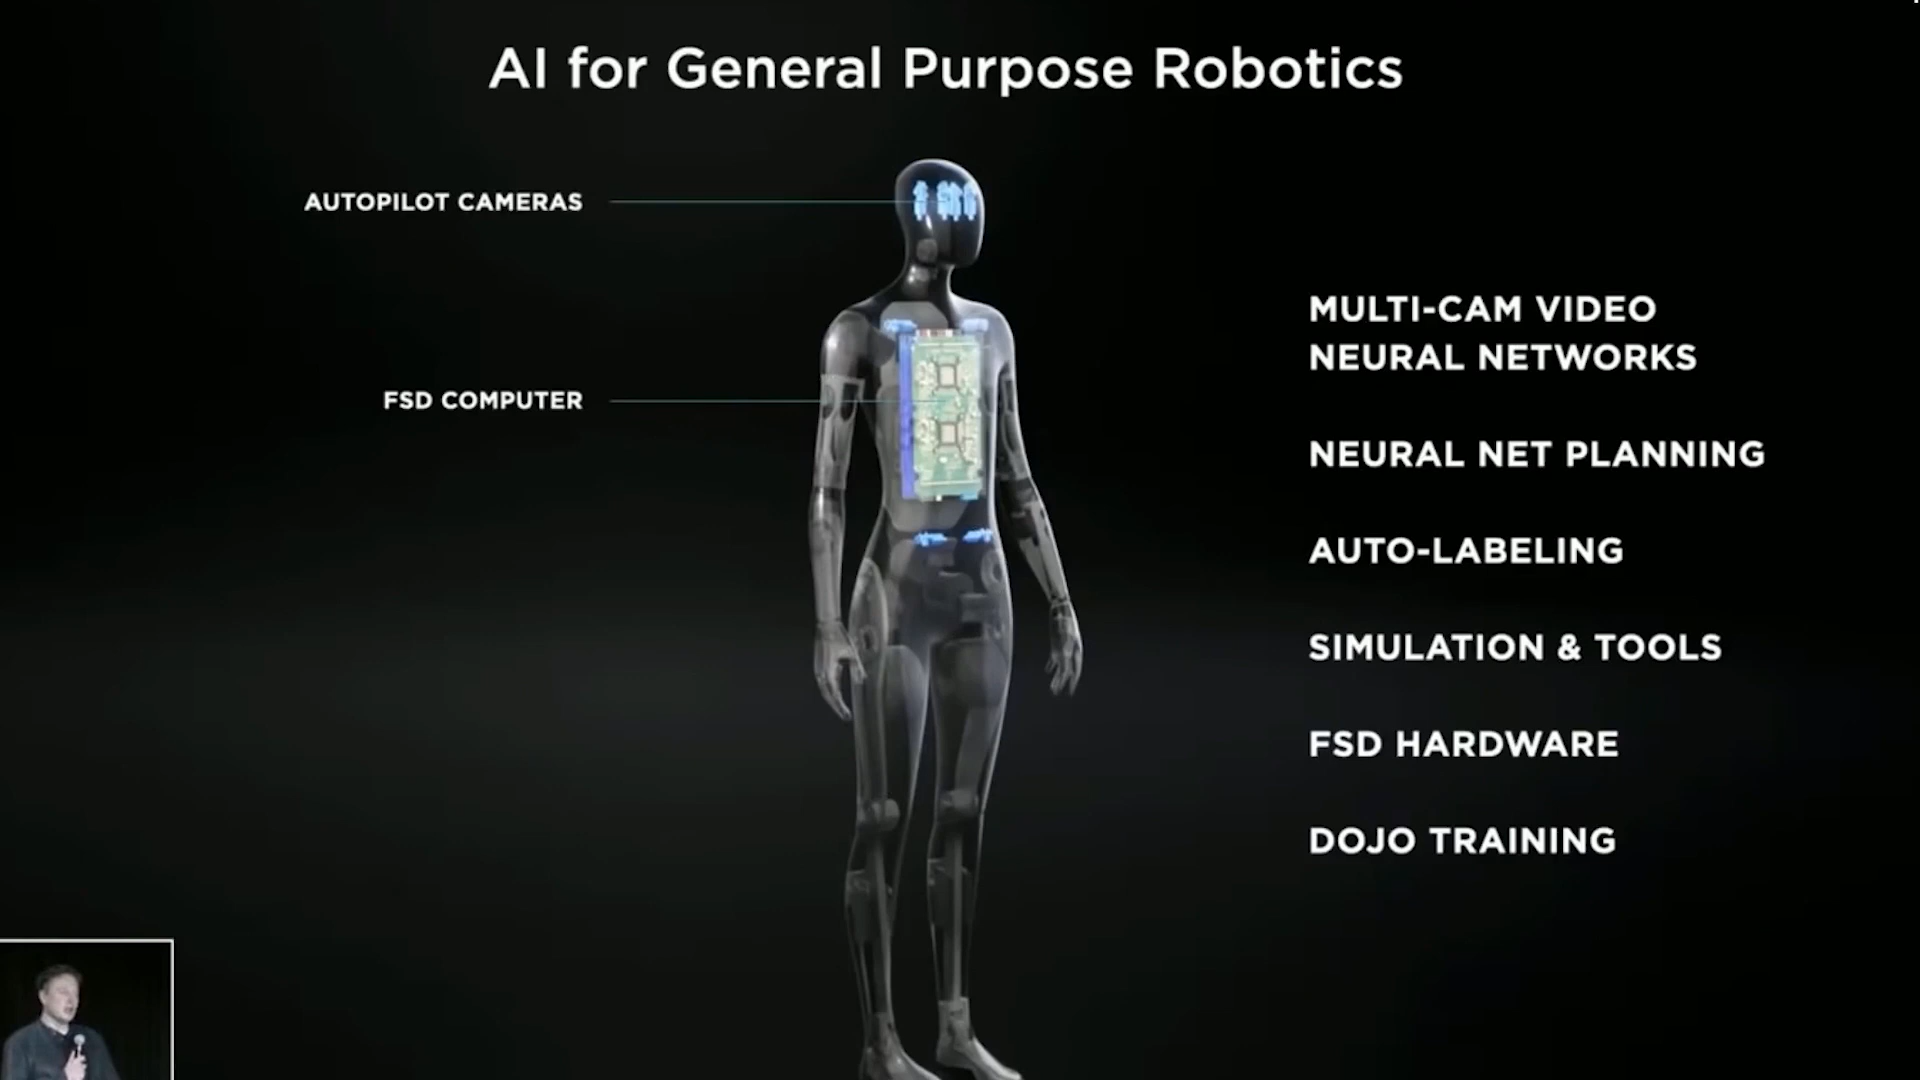 AI for General Purpose Robotics
AUTOPILOT CAMERAS
FSD COMPUTER
MULTI-CAM VIDEO
NEURAL NETWORKS
NEURAL NET PLANNING
AUTO-LABELING
SIMULATION & TOOLS
FSD HARDWARE
DOJO TRAINING